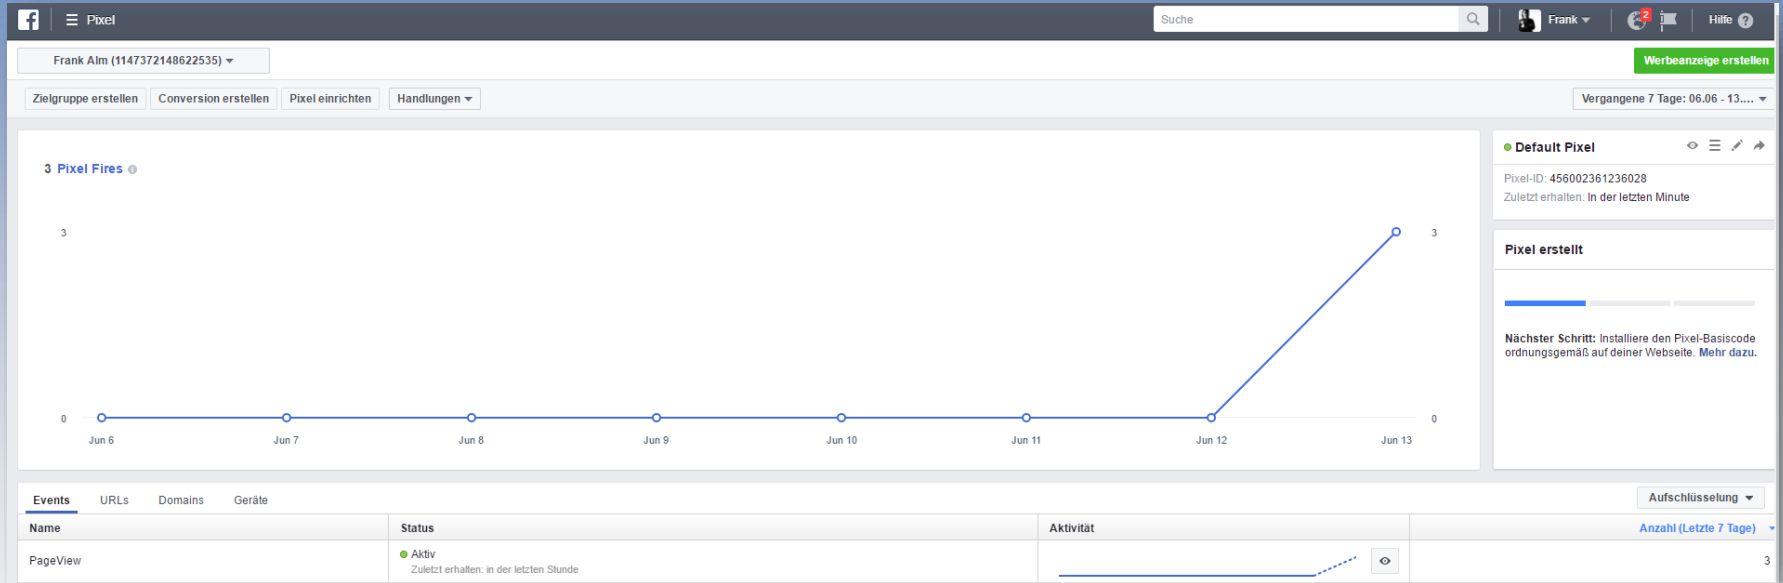 f Pixel Suche Frank 2 Hilfe ?
Frank Alm (1147372148622535) Werbeanzeige erstellen
Zielgruppe erstellen Conversion erstellen Pixel einrichten Handlungen Vergangene 7 Tage: 06.06 - 13....
3 Pixel Fires i
3 3
0 0
Jun 6 Jun 7 Jun 8 Jun 9 Jun 10 Jun 11 Jun 12 Jun 13
Default Pixel
Pixel-ID: 456002361236028
Zuletzt erhalten: In der letzten Minute
Pixel erstellt
Nächster Schritt: Installiere den Pixel-Basiscode
ordnungsgemäß auf deiner Webseite. Mehr dazu.
Events URLs Domains Geräte Aufschlüsselung
Name Status Aktivität Anzahl (Letzte 7 Tage)
PageView Aktiv 3
Zuletzt erhalten: in der letzten Stunde